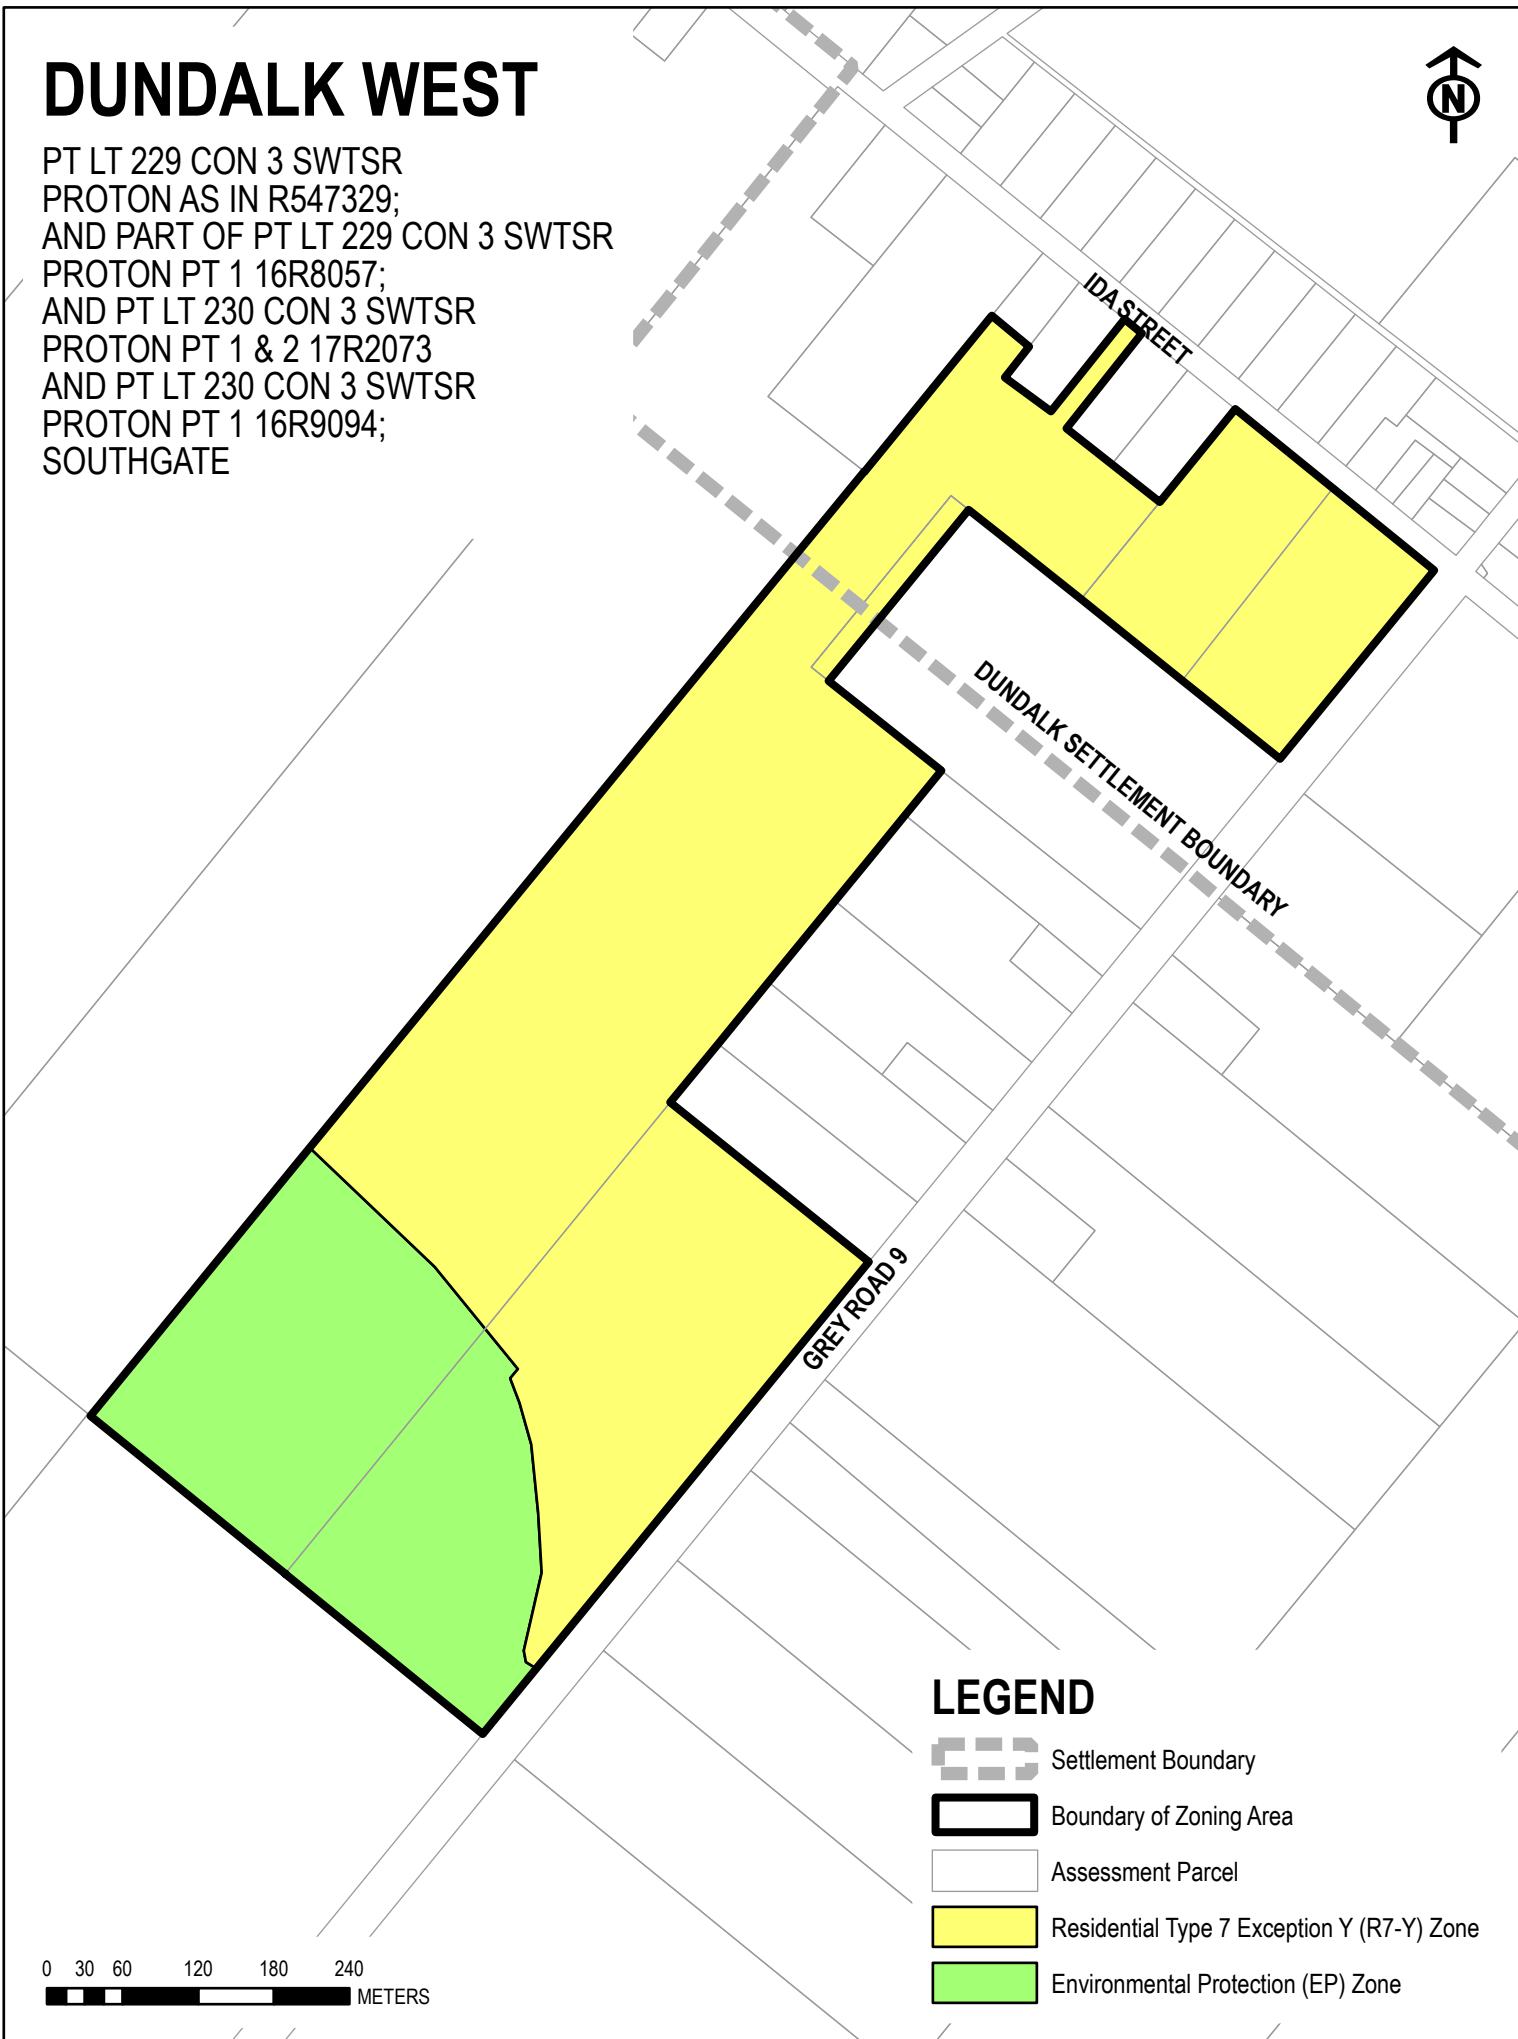 DUNDALK WEST
PT LT 229 CON 3 SWTSR
PROTON AS IN R547329;
AND PART OF PT LT 229 CON 3 SWTSR
PROTON PT 1 16R8057;
AND PT LT 230 CON 3 SWTSR
PROTON PT 1 & 2 17R2073
AND PT LT 230 CON 3 SWTSR
PROTON PT 1 16R9094;
SOUTHGATE
N
IDA STREET
DUNDALK SETTLEMENT BOUNDARY
GREY ROAD 9
LEGEND
Settlement Boundary
Boundary of Zoning Area
Assessment Parcel
Residential Type 7 Exception Y (R7-Y) Zone
Environmental Protection (EP) Zone
0 30 60 120 180 240
METERS